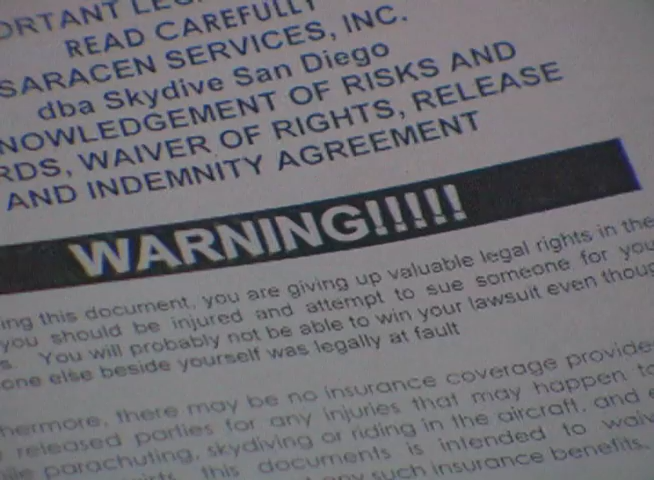 ORTANT LEG
READ CAREFULLY
SARACEN SERVICES, INC.
dba Skydive San Diego
NOWLEDGEMENT OF RISKS AND
RDS, WAIVER OF RIGHTS, RELEASE
AND INDEMNITY AGREEMENT
WARNING!!!!!
ing this document, you are giving up valuable legal rights in the
you should be injured and attempt to sue someone for you
s. You will probably not be able to win your lawsuit even thoug
one else beside yourself was legally at fault
hermore, there may be no insurance coverage provide
released parties for any injuries that may happen to
ile parachuting, skydiving or riding in the aircraft, and
this documents is intended to waiv
any such insurance benefits.